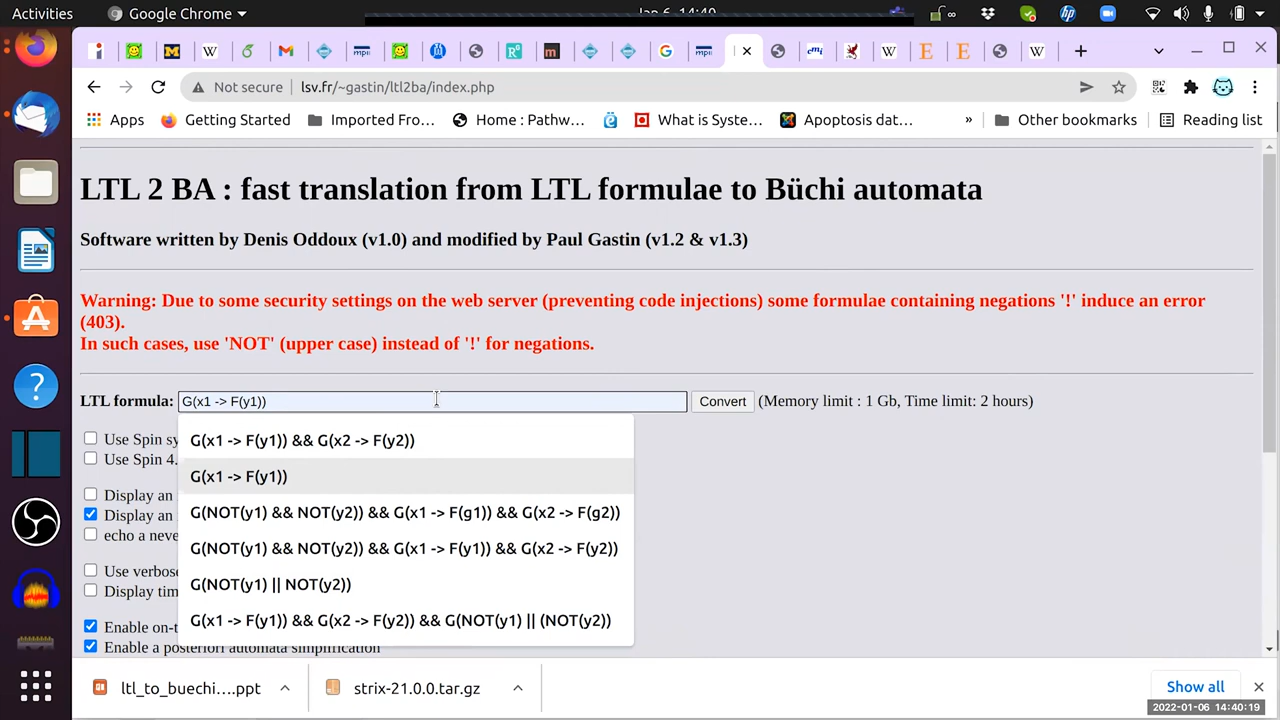 Activities
Google Chrome
Jan 6, 14:40
Not secure
lsv.fr/~gastin/ltl2ba/index.php
Apps
Getting Started
Imported Fro...
Home : Pathw...
What is Syste...
Apoptosis dat...
»
Other bookmarks
Reading list
LTL 2 BA : fast translation from LTL formulae to Büchi automata
Software written by Denis Oddoux (v1.0) and modified by Paul Gastin (v1.2 & v1.3)
Warning: Due to some security settings on the web server (preventing code injections) some formulae containing negations '!' induce an error
(403).
In such cases, use 'NOT' (upper case) instead of '!' for negations.
LTL formula: G(x1 -> F(y1)) Convert (Memory limit : 1 Gb, Time limit: 2 hours)
G(x1 -> F(y1)) && G(x2 -> F(y2))
G(x1 -> F(y1))
G(NOT(y1) && NOT(y2)) && G(x1 -> F(g1)) && G(x2 -> F(g2))
G(NOT(y1) && NOT(y2)) && G(x1 -> F(y1)) && G(x2 -> F(y2))
G(NOT(y1) || NOT(y2))
G(x1 -> F(y1)) && G(x2 -> F(y2)) && G(NOT(y1) || (NOT(y2))
Use Spin sy
Use Spin 4.
Display an
Display an
echo a neve
Use verbose
Display tim
Enable on-t
Enable a posteriori automata simplification
ltl_to_buechi....ppt
strix-21.0.0.tar.gz
Show all
2022-01-06 14:40:19